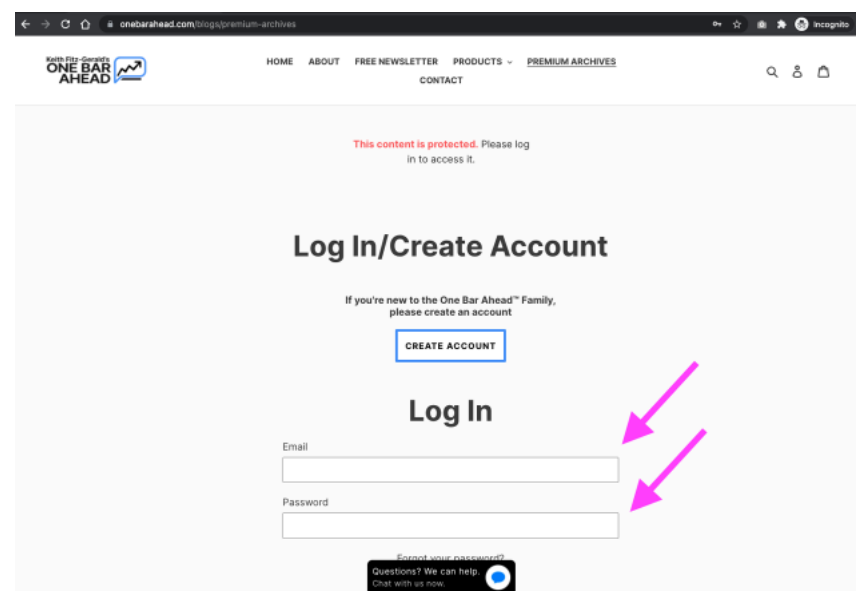 onebarahead.com/blogs/premium-archives
Incognito
Keith Fitz-Gerald's
ONE BAR
AHEAD
HOME ABOUT FREE NEWSLETTER PRODUCTS PREMIUM ARCHIVES
CONTACT
This content is protected. Please log
in to access it.
Log In/Create Account
If you're new to the One Bar Ahead™ Family,
please create an account
CREATE ACCOUNT
Log In
Email
Password
Forgot your password?
Questions? We can help.
Chat with us now.